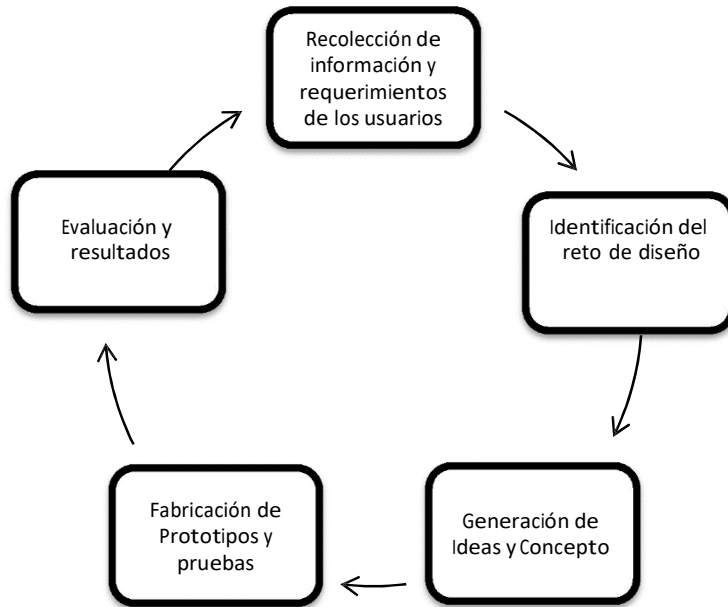 Recolección de
información y
requerimientos
de los usuarios
Identificación del
reto de diseño
Generación de
Ideas y Concepto
Fabricación de
Prototipos y
pruebas
Evaluación y
resultados